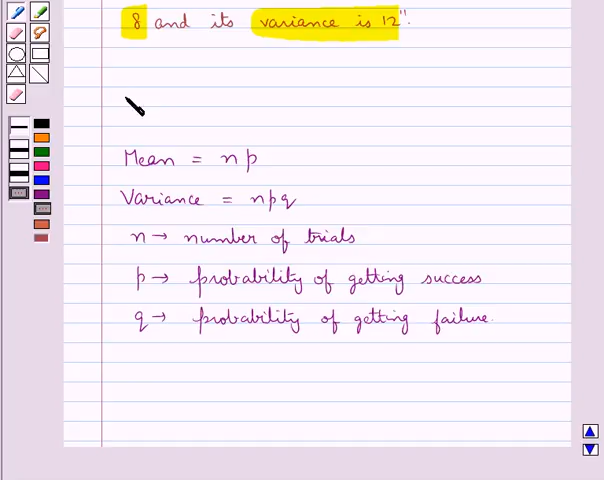 8 and its variance is 12".
Mean = np
Variance = npq
n → number of trials
p → probability of getting success
q → probability of getting failure.